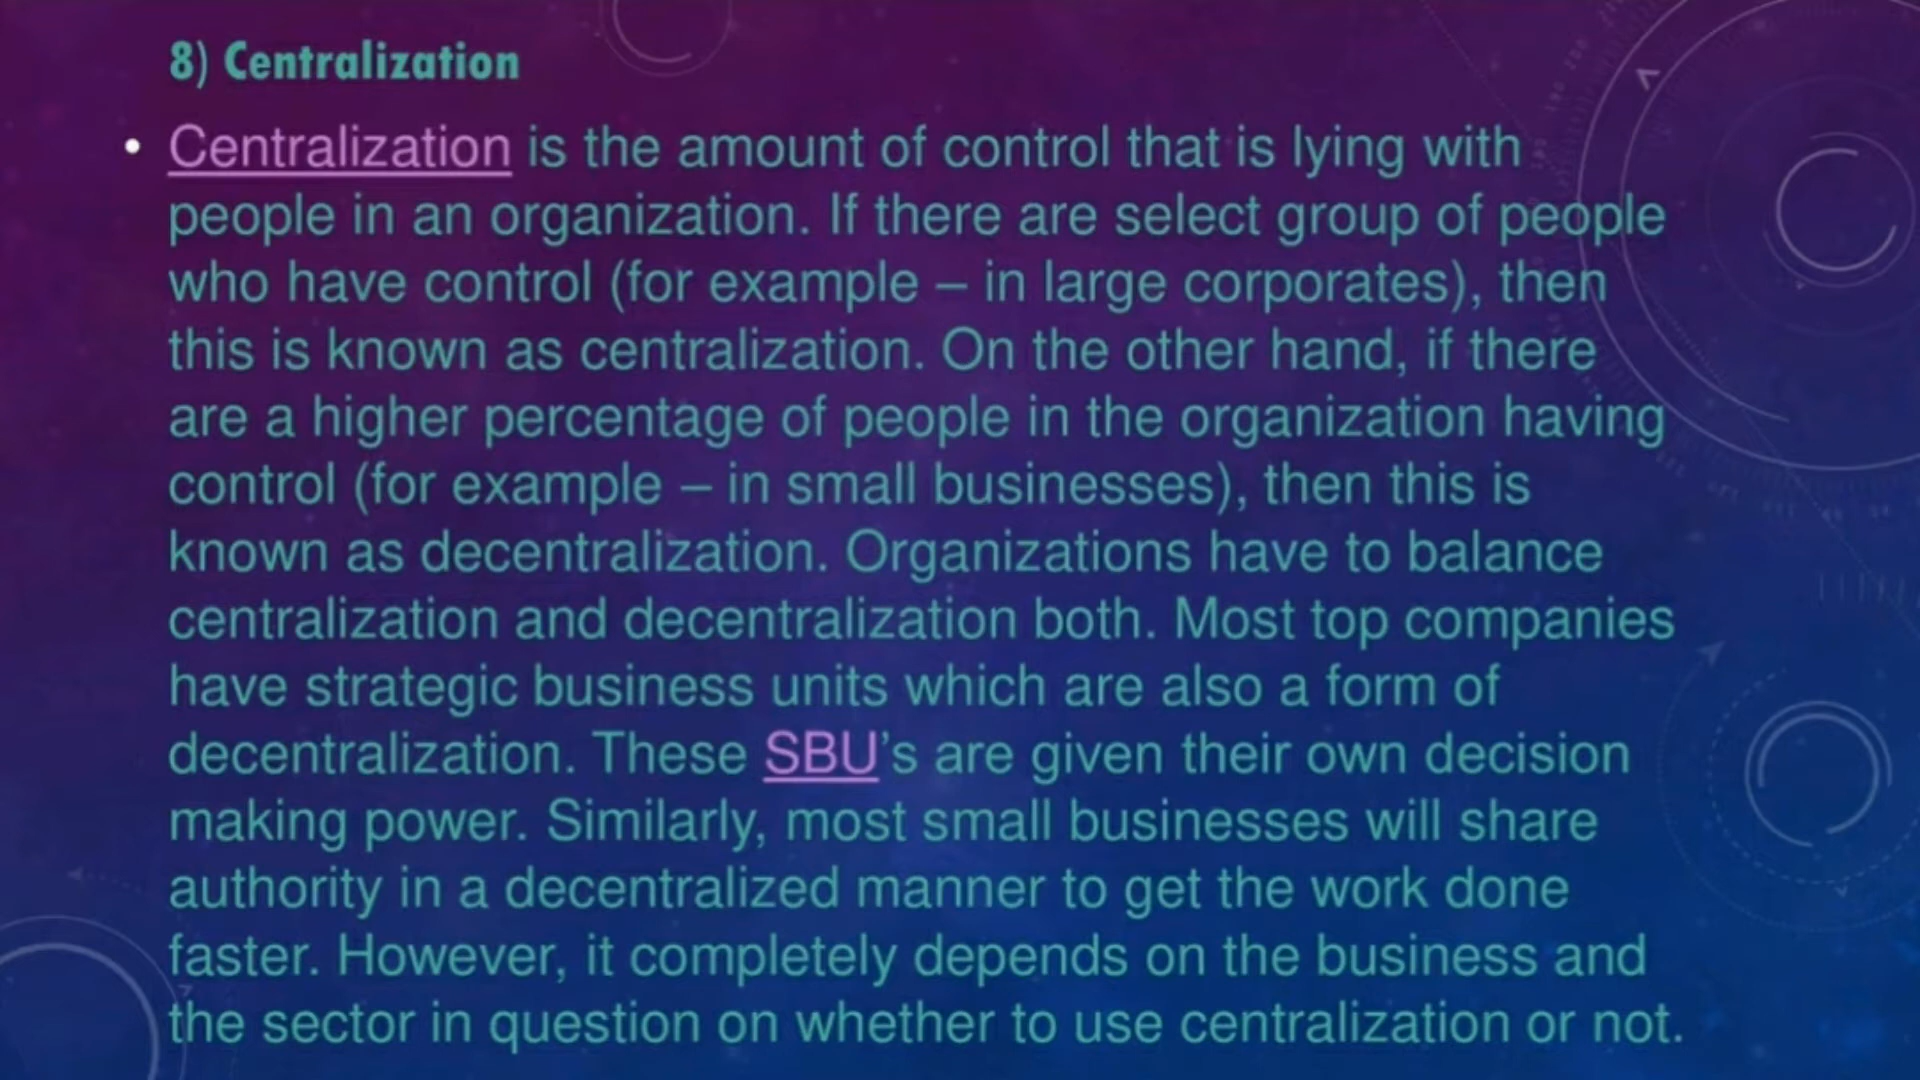 8) Centralization
• Centralization is the amount of control that is lying with
people in an organization. If there are select group of people
who have control (for example – in large corporates), then
this is known as centralization. On the other hand, if there
are a higher percentage of people in the organization having
control (for example – in small businesses), then this is
known as decentralization. Organizations have to balance
centralization and decentralization both. Most top companies
have strategic business units which are also a form of
decentralization. These SBU’s are given their own decision
making power. Similarly, most small businesses will share
authority in a decentralized manner to get the work done
faster. However, it completely depends on the business and
the sector in question on whether to use centralization or not.